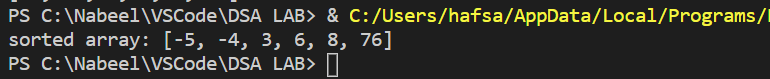 PS C:\Nabeel\VSCode\DSA LAB> & C:/Users/hafsa/AppData/Local/Programs/
sorted array: [-5, -4, 3, 6, 8, 76]
PS C:\Nabeel\VSCode\DSA LAB>